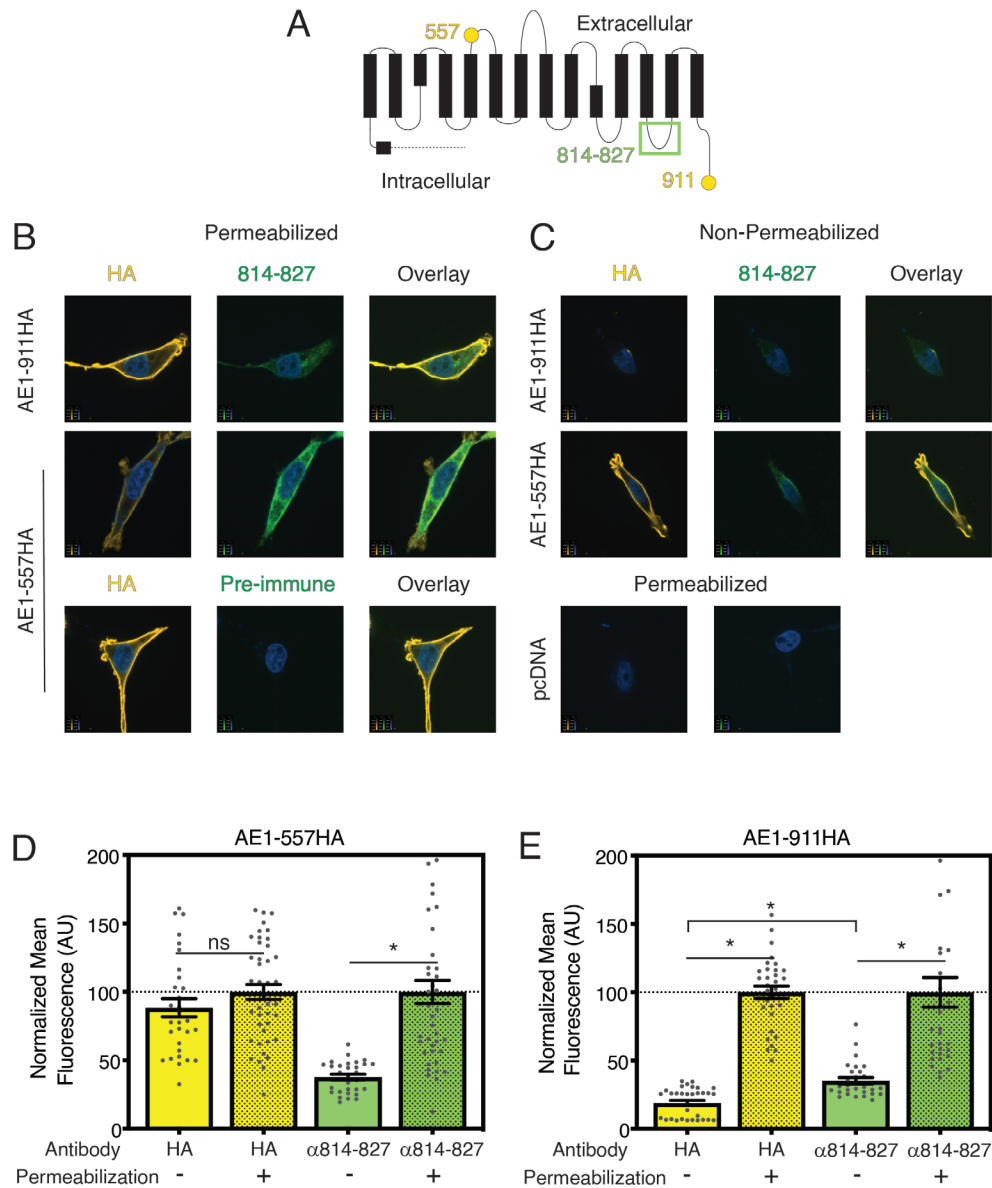 A
557
Extracellular
814-827
911
Intracellular
B
Permeabilized
HA
814-827
Overlay
AE1-911HA
AE1-557HA
HA
Pre-immune
Overlay
C
Non-Permeabilized
HA
814-827
Overlay
AE1-911HA
AE1-557HA
Permeabilized
pcDNA
D
AE1-557HA
Normalized Mean
Fluorescence (AU)
200
150
100
50
0
ns
*
Antibody HA HA α814-827 α814-827
Permeabilization - + - +
E
AE1-911HA
Normalized Mean
Fluorescence (AU)
200
150
100
50
0
*
* *
Antibody HA HA α814-827 α814-827
- + - +